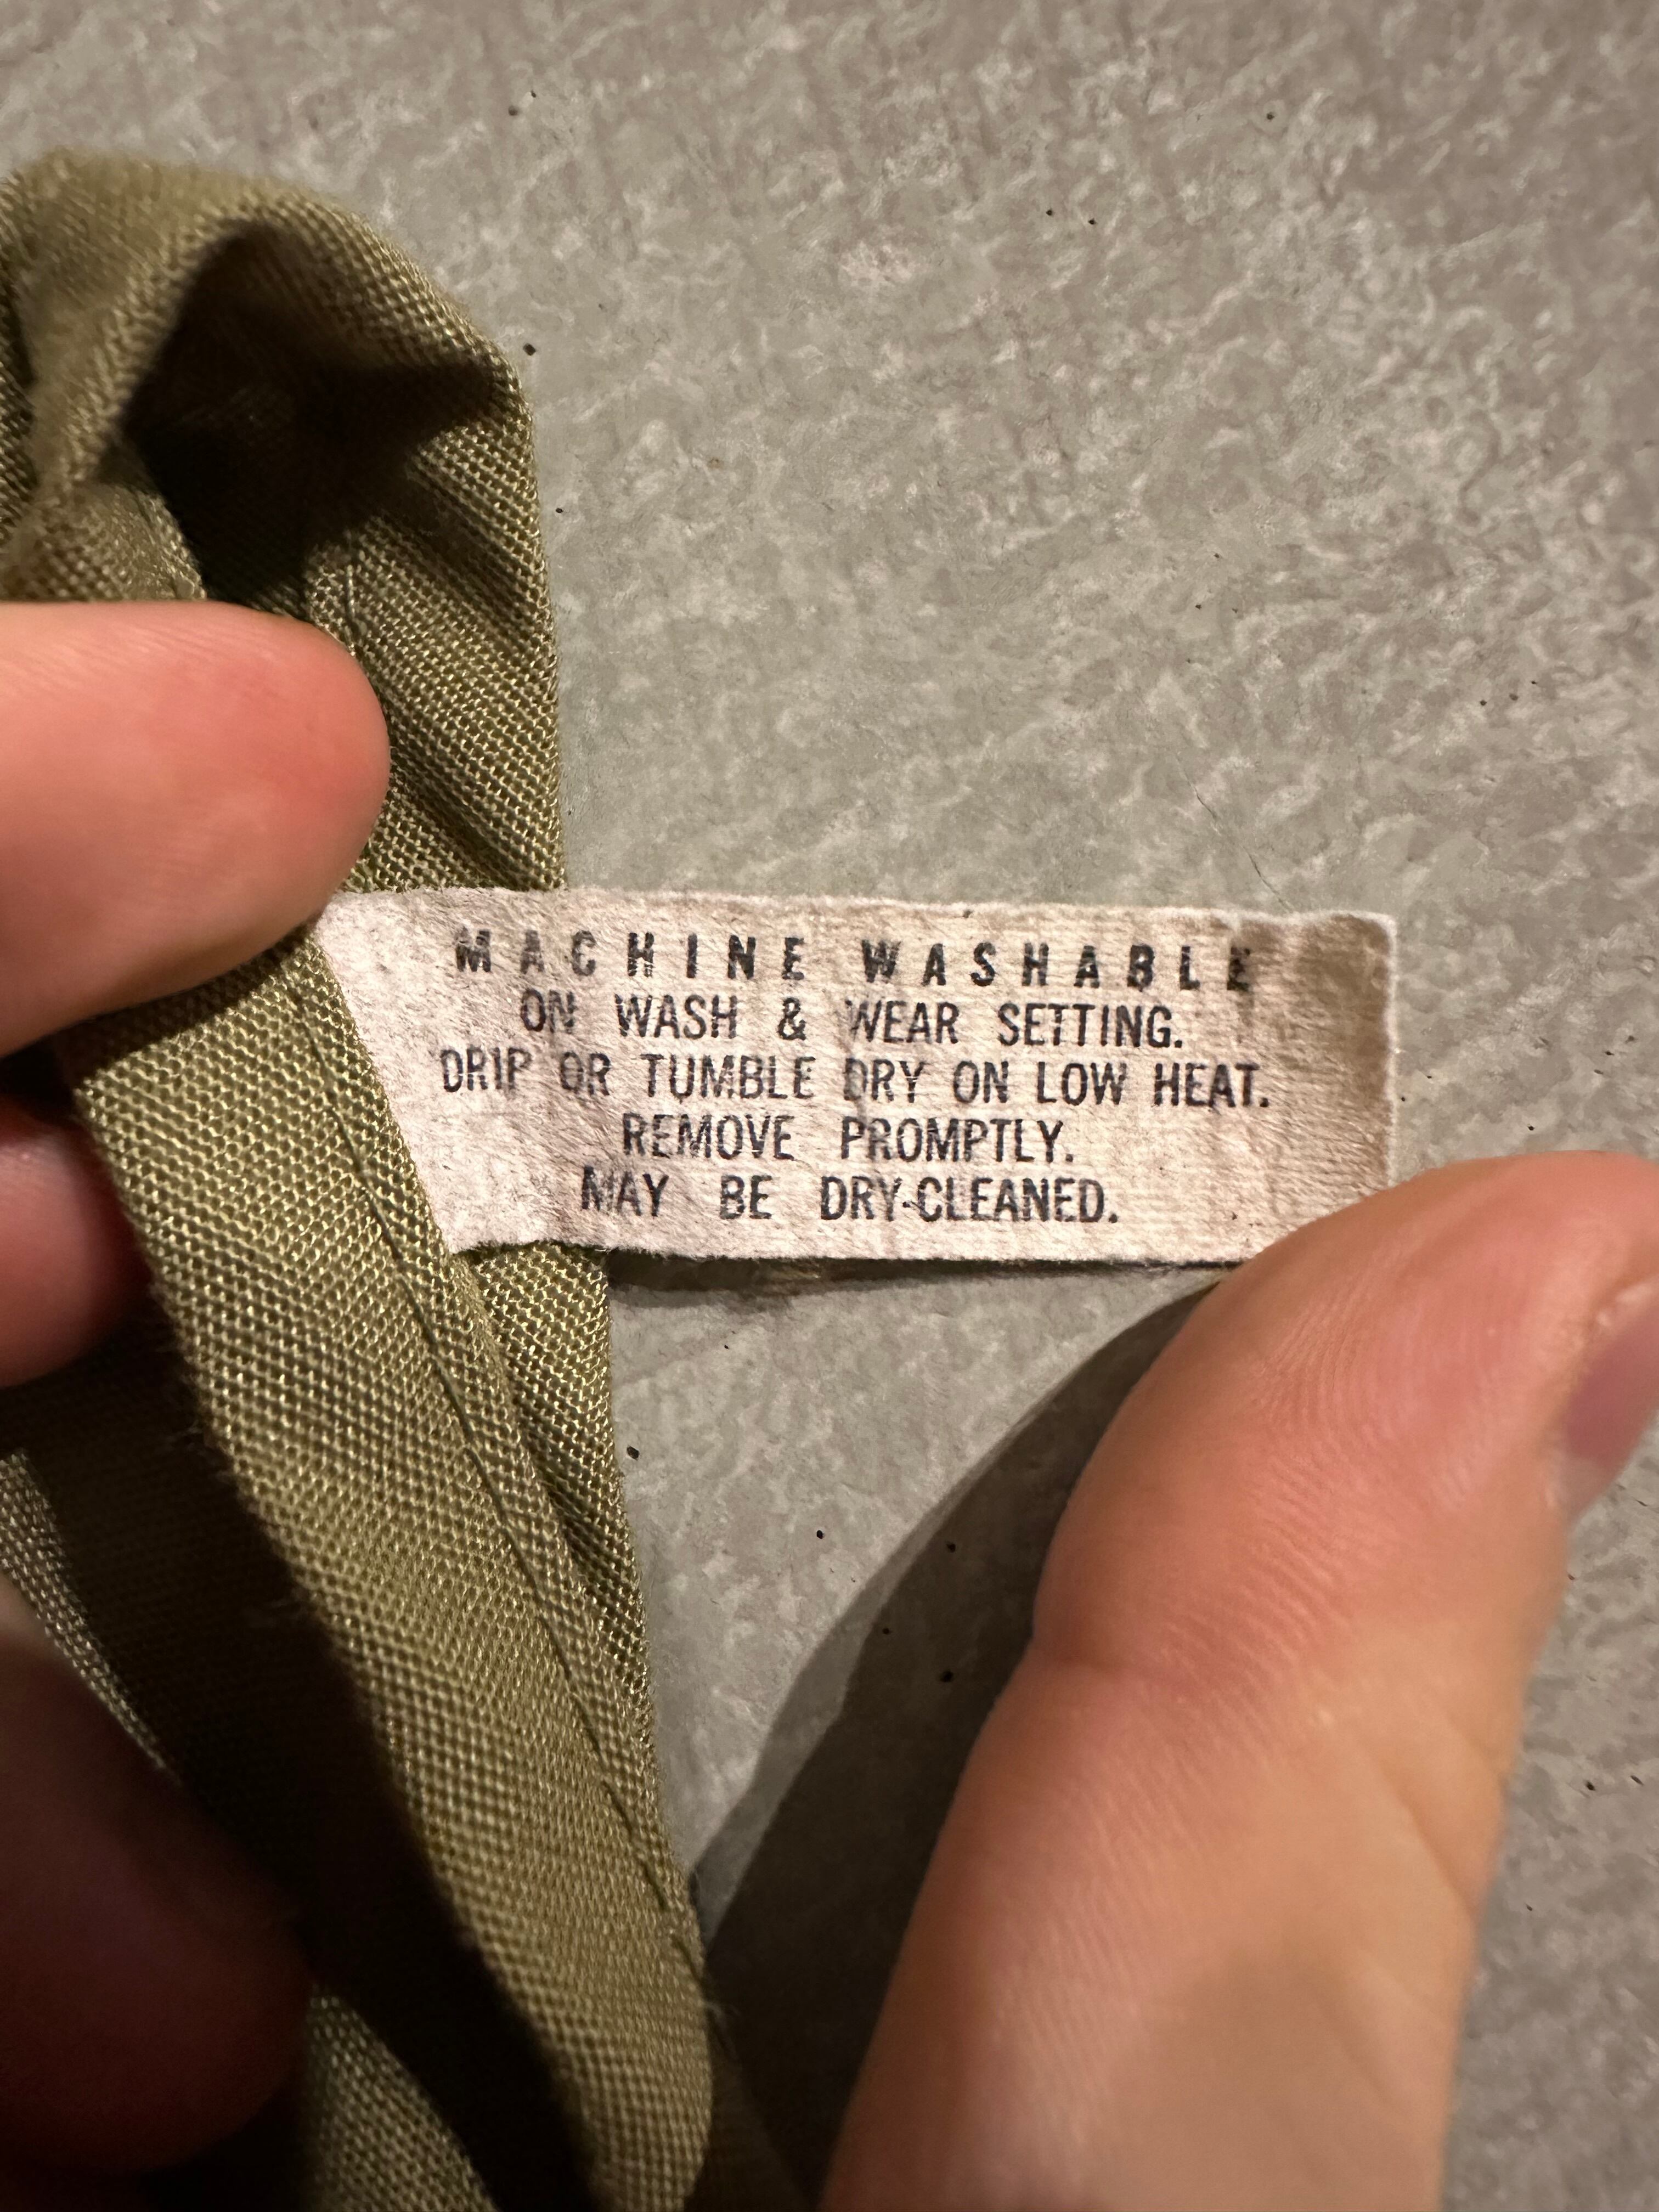 MACHINE WASHABLE
ON WASH & WEAR SETTING.
DRIP OR TUMBLE DRY ON LOW HEAT.
REMOVE PROMPTLY.
MAY BE DRY-CLEANED.